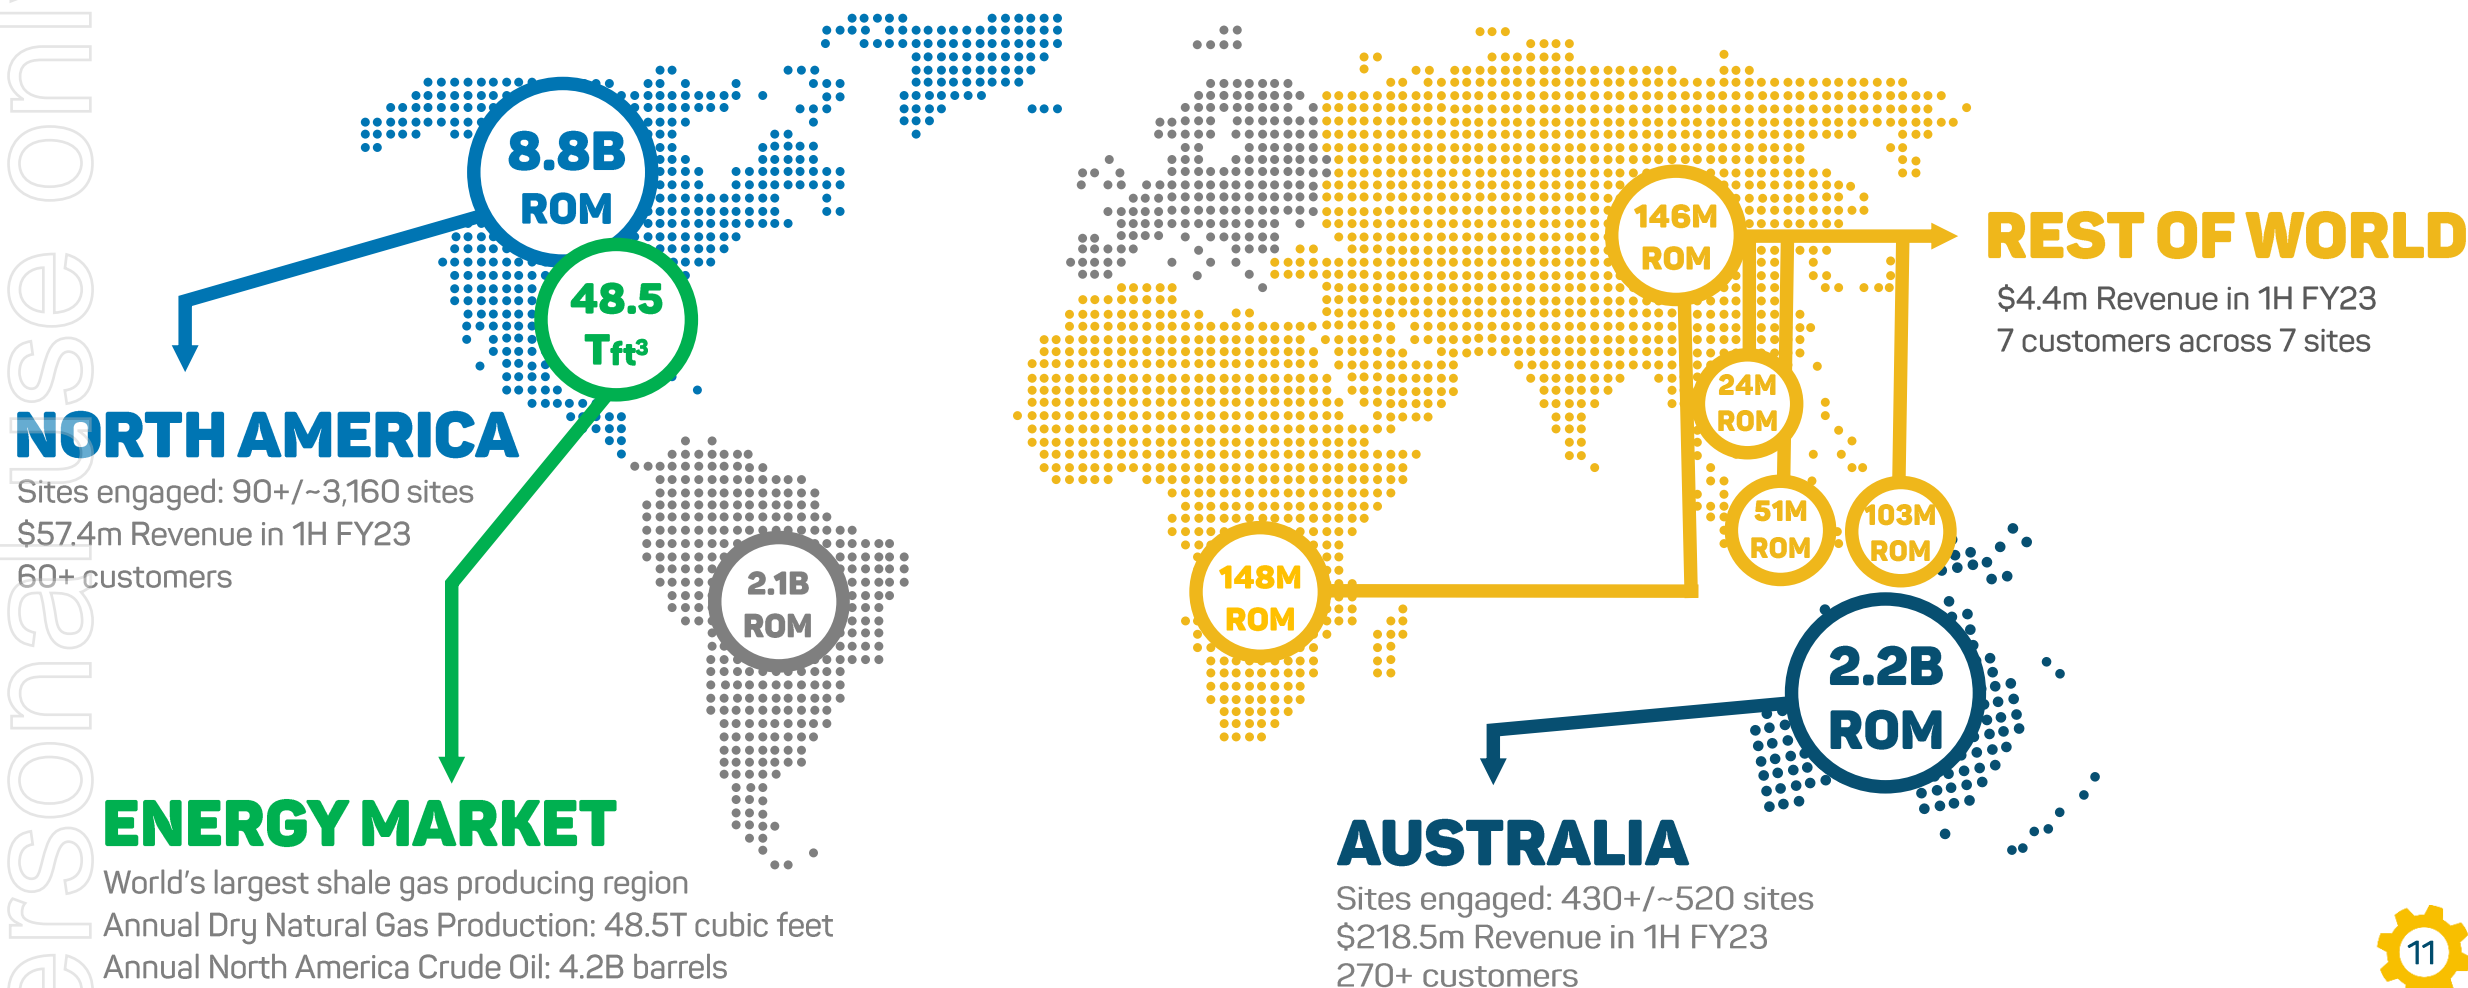 ersonal use onl
8.8B
ROM
48.5
Tft³
NORTH AMERICA
Sites engaged: 90+/~3,160 sites
$57.4m Revenue in 1H FY23
60+ customers
ENERGY MARKET
World's largest shale gas producing region
Annual Dry Natural Gas Production: 48.5T cubic feet
Annual North America Crude Oil: 4.2B barrels
2.1B
ROM
148M
ROM
146M
ROM
24M
ROM
51M
ROM
103M
ROM
REST OF WORLD
$4.4m Revenue in 1H FY23
7 customers across 7 sites
2.2B
ROM
AUSTRALIA
Sites engaged: 430+/~520 sites
$218.5m Revenue in 1H FY23
270+ customers
11